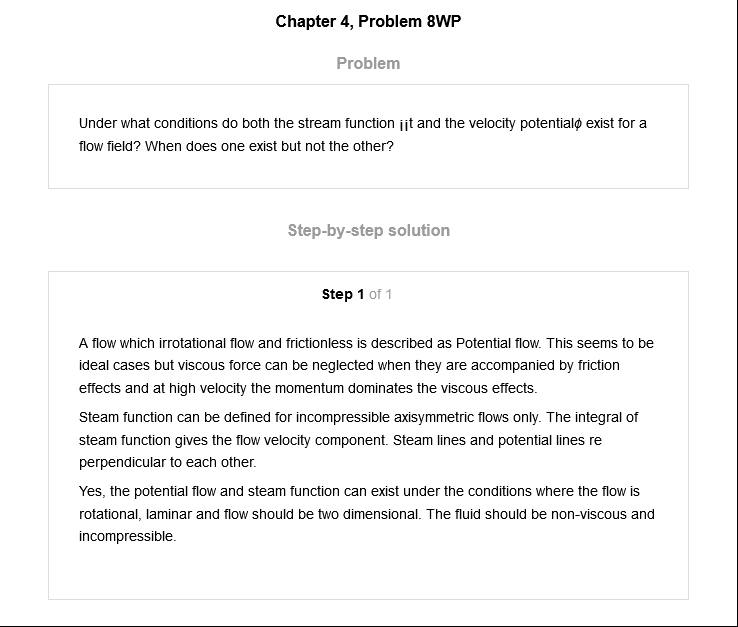 Chapter 4, Problem 8WP
Problem
Under what conditions do both the stream function ¡¡t and the velocity potentialϕ exist for a
flow field? When does one exist but not the other?
Step-by-step solution
Step 1 of 1
A flow which irrotational flow and frictionless is described as Potential flow. This seems to be
ideal cases but viscous force can be neglected when they are accompanied by friction
effects and at high velocity the momentum dominates the viscous effects.
Steam function can be defined for incompressible axisymmetric flows only. The integral of
steam function gives the flow velocity component. Steam lines and potential lines re
perpendicular to each other.
Yes, the potential flow and steam function can exist under the conditions where the flow is
rotational, laminar and flow should be two dimensional. The fluid should be non-viscous and
incompressible.